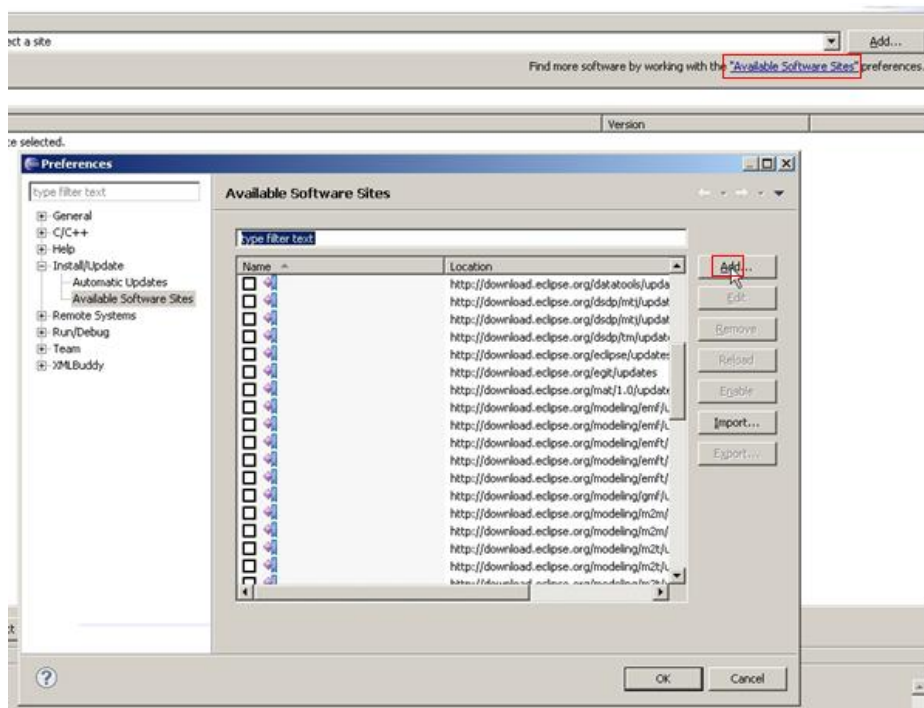 ect a site
Add...
Find more software by working with the "Available Software Sites" preferences.
Version
te selected.
Preferences
type filter text
Available Software Sites
General
C/C++
Help
Install/Update
Automatic Updates
Available Software Sites
Remote Systems
Run/Debug
Team
XMLBuddy
type filter text
Name
Location
http://download.eclipse.org/datatools/upda
http://download.eclipse.org/dsdp/mtj/updat
http://download.eclipse.org/dsdp/mtj/updat
http://download.eclipse.org/dsdp/tm/update
http://download.eclipse.org/eclipse/updates
http://download.eclipse.org/egit/updates
http://download.eclipse.org/mat/1.0/update
http://download.eclipse.org/modeling/emf/u
http://download.eclipse.org/modeling/emf/u
http://download.eclipse.org/modeling/emft/
http://download.eclipse.org/modeling/emft/
http://download.eclipse.org/modeling/emft/
http://download.eclipse.org/modeling/gmf/u
http://download.eclipse.org/modeling/m2m/
http://download.eclipse.org/modeling/m2m/
http://download.eclipse.org/modeling/m2t/u
http://download.eclipse.org/modeling/m2t/u
Add...
Edit
Remove
Reload
Enable
Import...
Export...
OK
Cancel